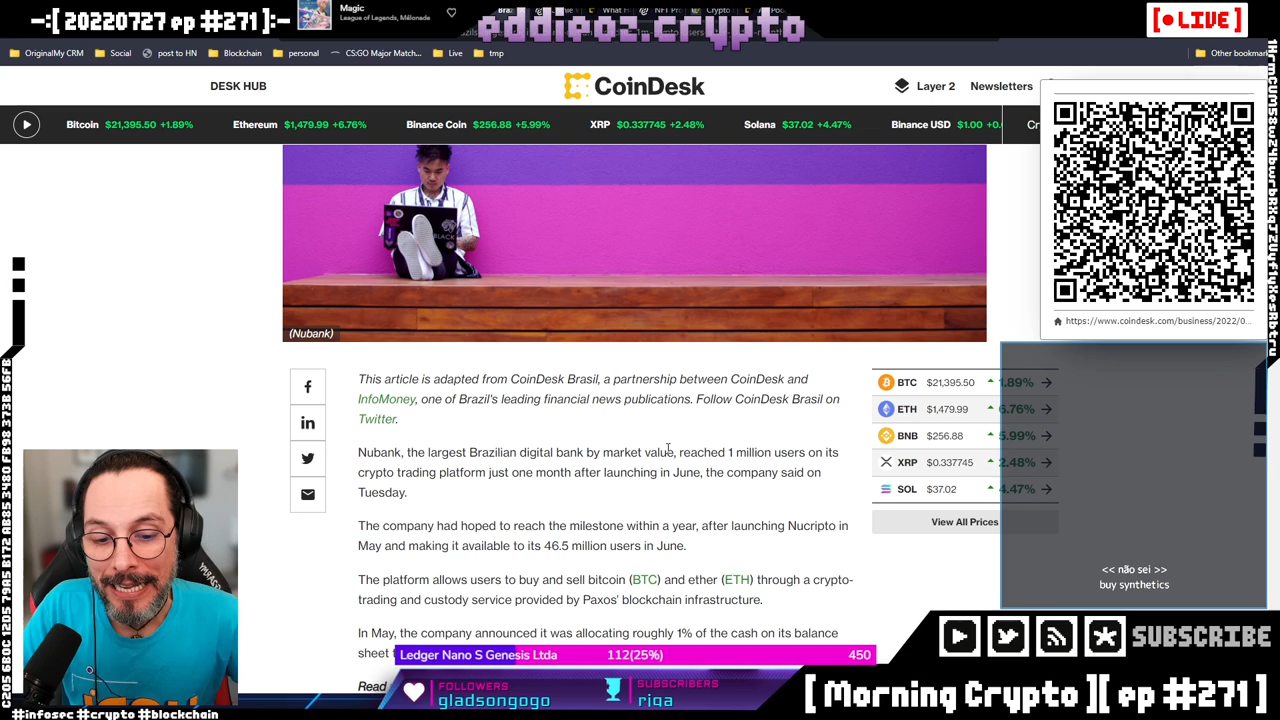 -:[ 20220727 ep #271 ]:-
Magic
League of Legends, Mélonade
eddieoz.crypto
[ • LIVE ]
OriginalMy CRM
Social
post to HN
Blockchain
personal
CS:GO Major Match...
Live
tmp
Other bookmar
DESK HUB
CoinDesk
Layer 2
Newsletters
Bitcoin $21,395.50 +1.89%
Ethereum $1,479.99 +6.76%
Binance Coin $256.88 +5.99%
XRP $0.337745 +2.48%
Solana $37.02 +4.47%
Binance USD $1.00 +0.
Cr
BLACK
(Nubank)
https://www.coindesk.com/business/2022/0...
This article is adapted from CoinDesk Brasil, a partnership between CoinDesk and
InfoMoney, one of Brazil's leading financial news publications. Follow CoinDesk Brasil on
Twitter.
Nubank, the largest Brazilian digital bank by market value, reached 1 million users on its
crypto trading platform just one month after launching in June, the company said on
Tuesday.
The company had hoped to reach the milestone within a year, after launching Nucripto in
May and making it available to its 46.5 million users in June.
The platform allows users to buy and sell bitcoin (BTC) and ether (ETH) through a crypto-
trading and custody service provided by Paxos' blockchain infrastructure.
In May, the company announced it was allocating roughly 1% of the cash on its balance
sheet
Read
BTC $21,395.50 1.89%
ETH $1,479.99 6.76%
BNB $256.88 5.99%
XRP $0.337745 2.48%
SOL $37.02 4.47%
View All Prices
<< não sei >>
buy synthetics
Ledger Nano S Genesis Ltda 112(25%) 450
FOLLOWERS
gladsongogo
SUBSCRIBERS
riga
SUBSCRIBE
[ Morning Crypto ][ ep #271 ]
#infosec #crypto #blockchain